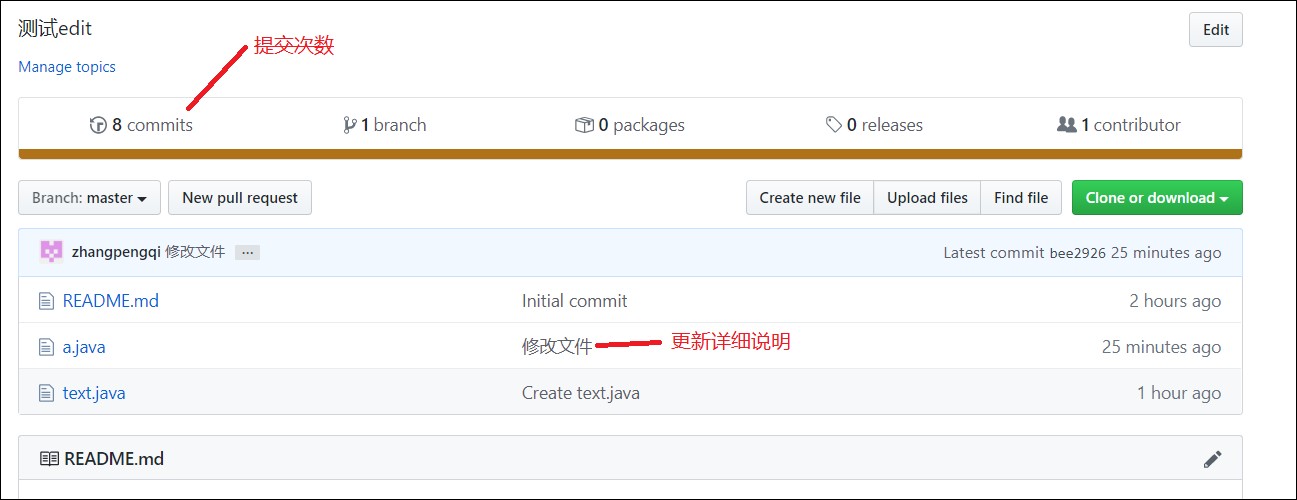 测试edit
Edit
提交次数
Manage topics
8 commits 1 branch 0 packages 0 releases 1 contributor
Branch: master New pull request Create new file Upload files Find file Clone or download
zhangpengqi 修改文件 ... Latest commit bee2926 25 minutes ago
README.md Initial commit 2 hours ago
a.java 修改文件 更新详细说明 25 minutes ago
text.java Create text.java 1 hour ago
README.md